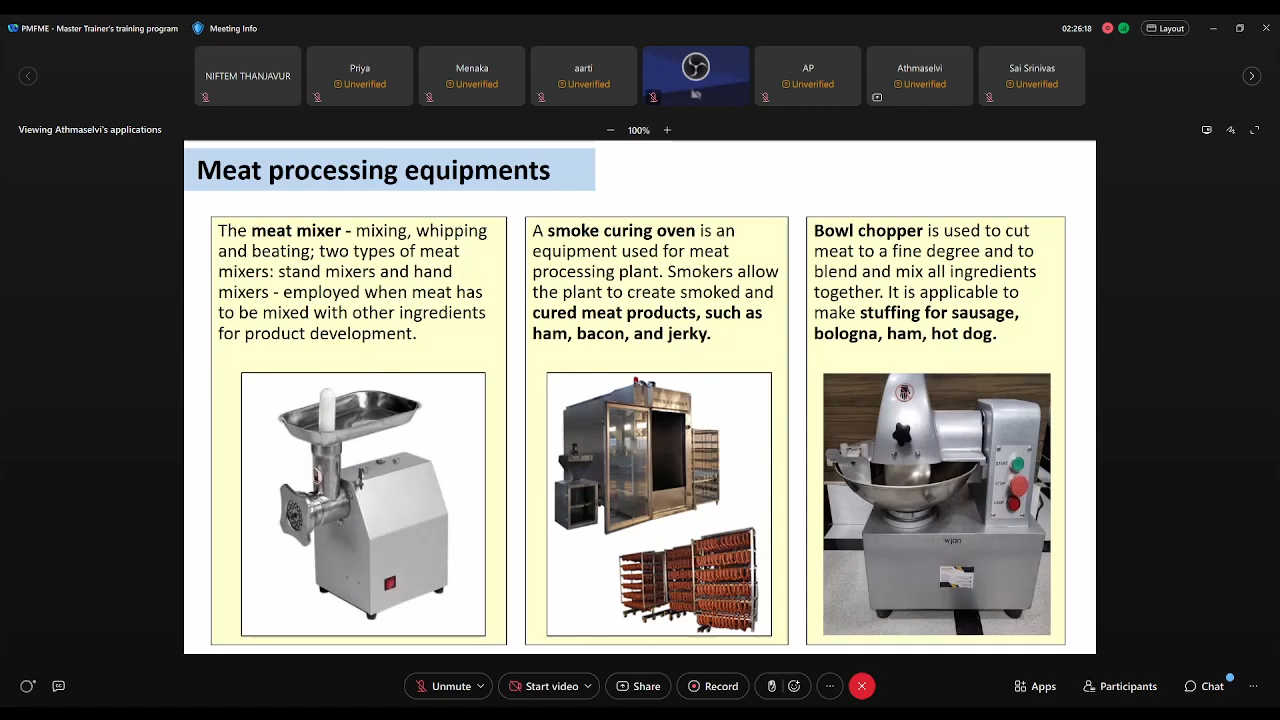 PMFME - Master Trainer's training program
Meeting Info
02:26:18
Layout
NIFTEM THANJAVUR
Priya
Unverified
Menaka
Unverified
aarti
Unverified
AP
Unverified
Athmaselvi
Unverified
Sai Srinivas
Unverified
Viewing Athmaselvi's applications
100%
Meat processing equipments
The meat mixer - mixing, whipping
and beating; two types of meat
mixers: stand mixers and hand
mixers - employed when meat has
to be mixed with other ingredients
for product development.
A smoke curing oven is an
equipment used for meat
processing plant. Smokers allow
the plant to create smoked and
cured meat products, such as
ham, bacon, and jerky.
Bowl chopper is used to cut
meat to a fine degree and to
blend and mix all ingredients
together. It is applicable to
make stuffing for sausage,
bologna, ham, hot dog.
START
STOP
LAMP
Unmute
Start video
Share
Record
Apps
Participants
Chat